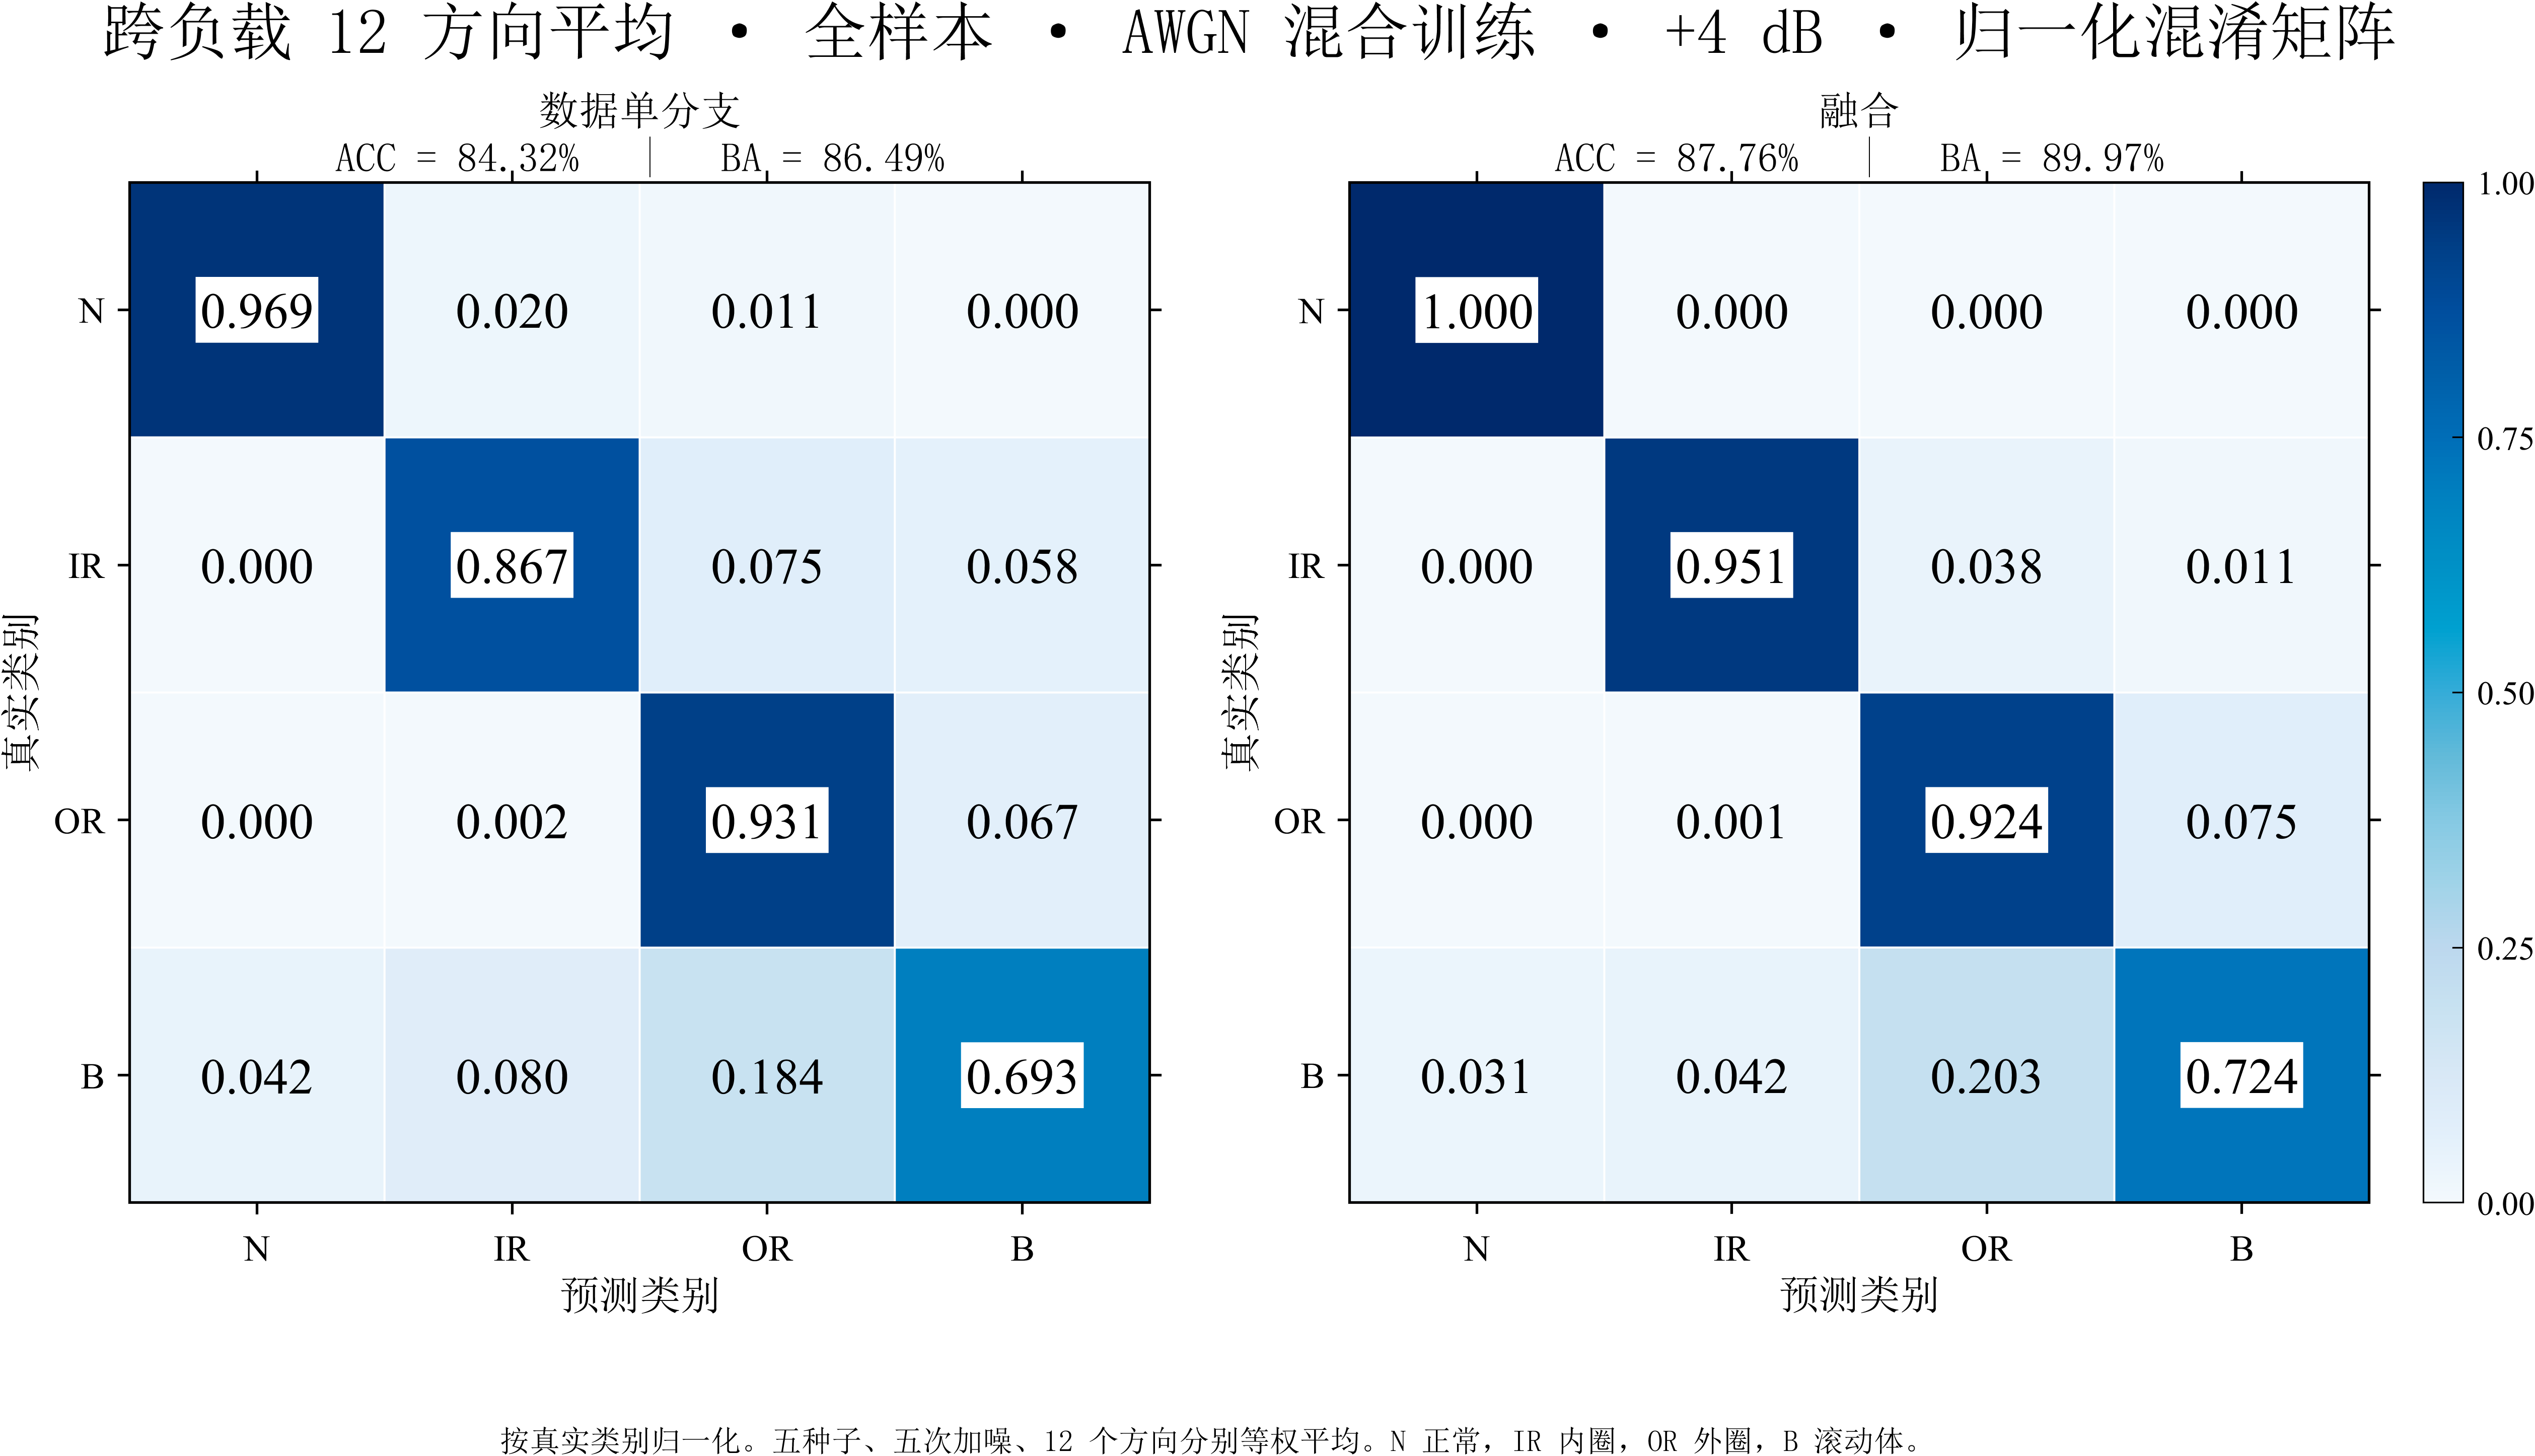 跨负载 12 方向平均 • 全样本 • AWGN 混合训练 • +4 dB • 归一化混淆矩阵
数据单分支
ACC = 84.32% │ BA = 86.49%
N 0.969 0.020 0.011 0.000
IR 0.000 0.867 0.075 0.058
OR 0.000 0.002 0.931 0.067
B 0.042 0.080 0.184 0.693
真实类别
N IR OR B
预测类别
融合
ACC = 87.76% │ BA = 89.97%
N 1.000 0.000 0.000 0.000
IR 0.000 0.951 0.038 0.011
OR 0.000 0.001 0.924 0.075
B 0.031 0.042 0.203 0.724
真实类别
N IR OR B
预测类别
1.00
0.75
0.50
0.25
0.00
按真实类别归一化。五种子、五次加噪、12 个方向分别等权平均。N 正常，IR 内圈，OR 外圈，B 滚动体。